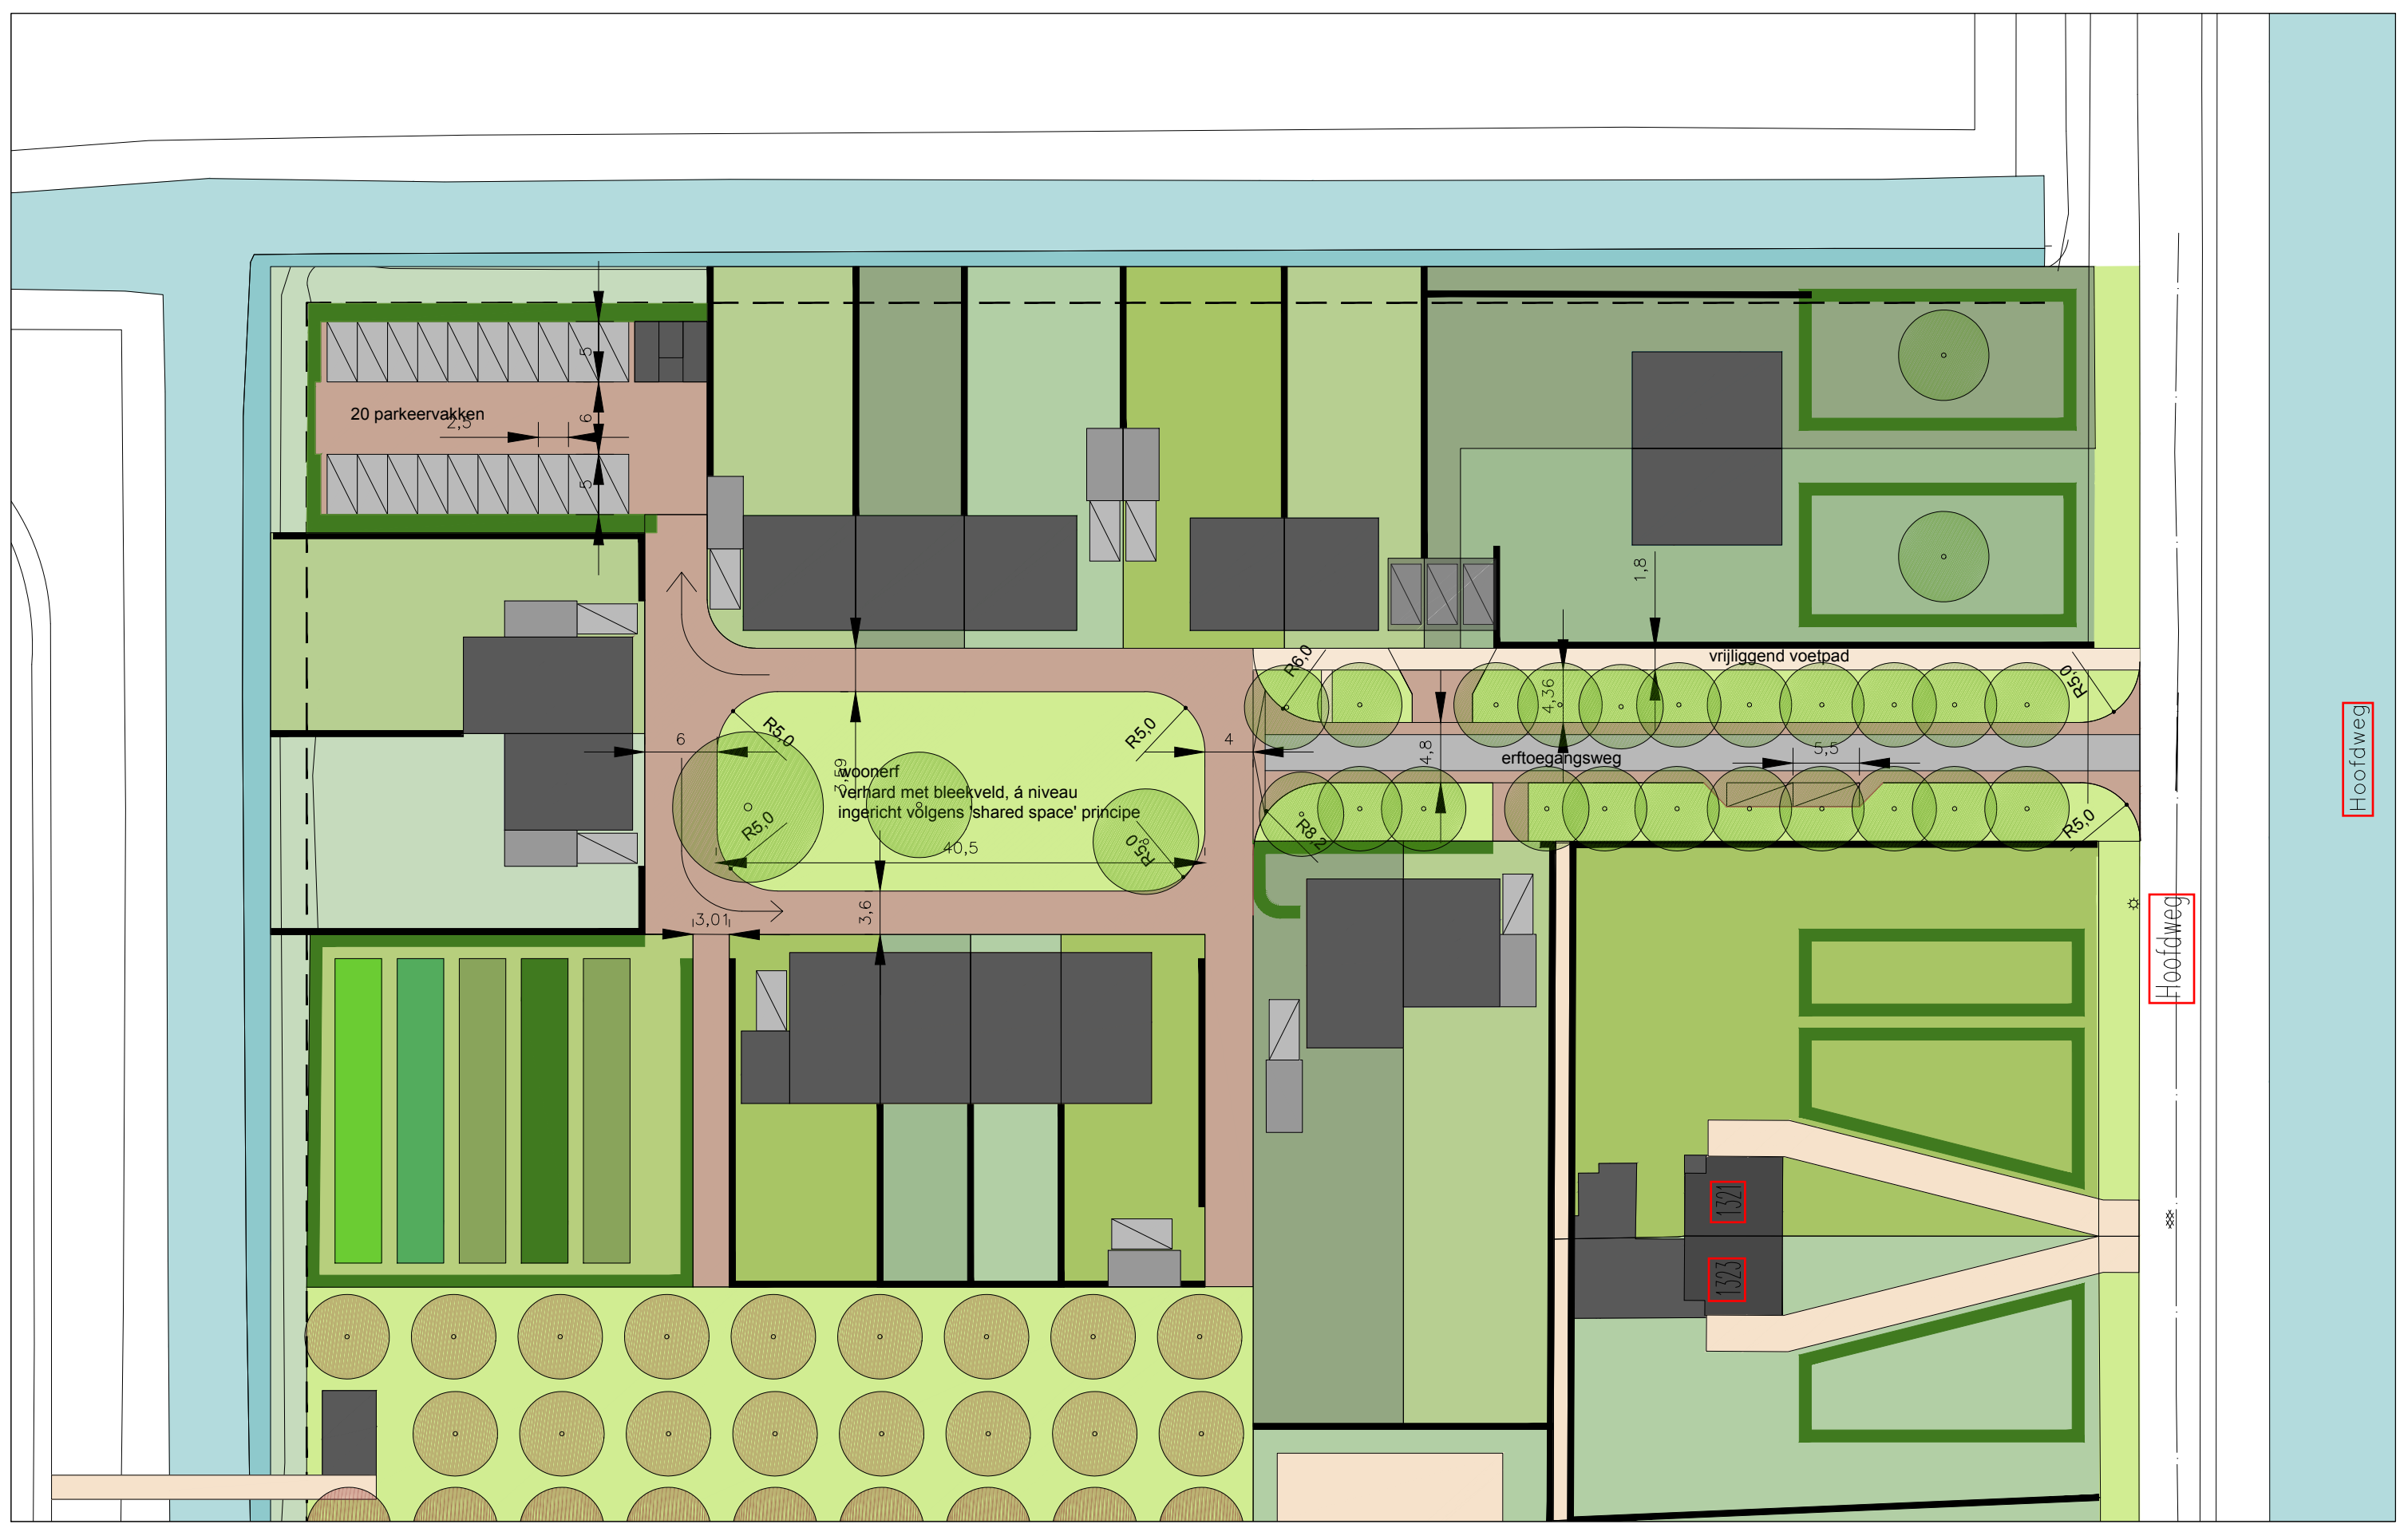 5
20 parkeervakken
2,5
6
5
1,8
R6,0
vrijliggend voetpad
R5,0
4,36
R5,0
R5,0
6
4
4,8
5,5
erftoegangsweg
Hoofdweg
3,59
woonerf
verhard met bleekveld, á niveau
ingericht volgens 'shared space' principe
R5,0
R5,0
R8,2
R5,0
40,5
3,6
3,01
Hoofdweg
1321
1323